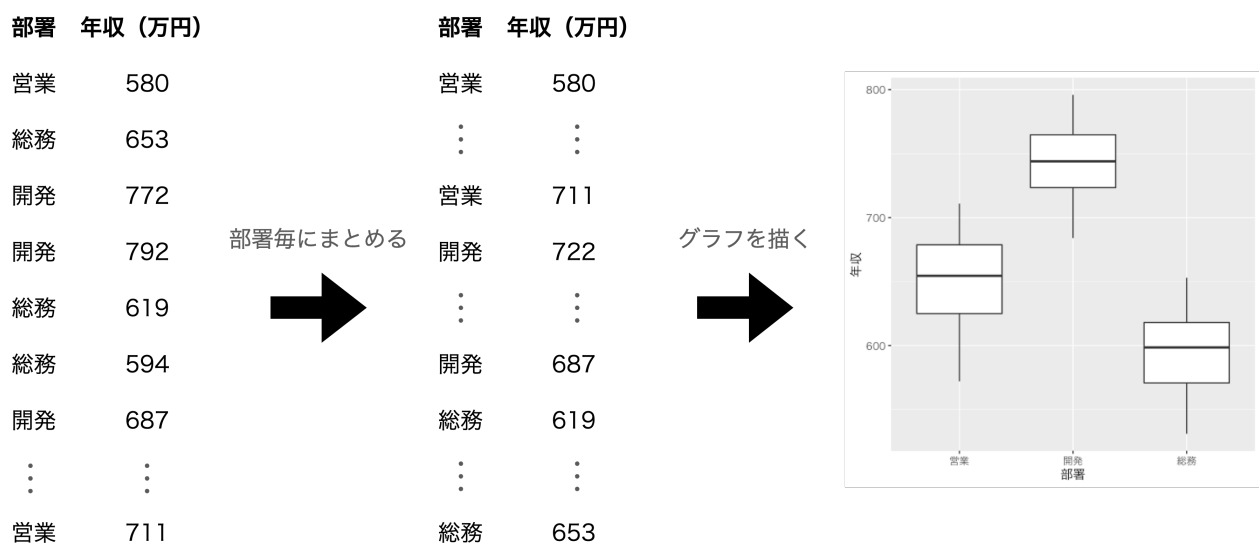 部署 年収（万円）
営業 580
総務 653
開発 772
開発 792
総務 619
総務 594
開発 687
⋮ ⋮
営業 711
部署毎にまとめる
部署 年収（万円）
営業 580
⋮ ⋮
営業 711
開発 722
⋮ ⋮
開発 687
総務 619
⋮ ⋮
総務 653
グラフを描く
年収
800
700
600
営業 開発 総務
部署